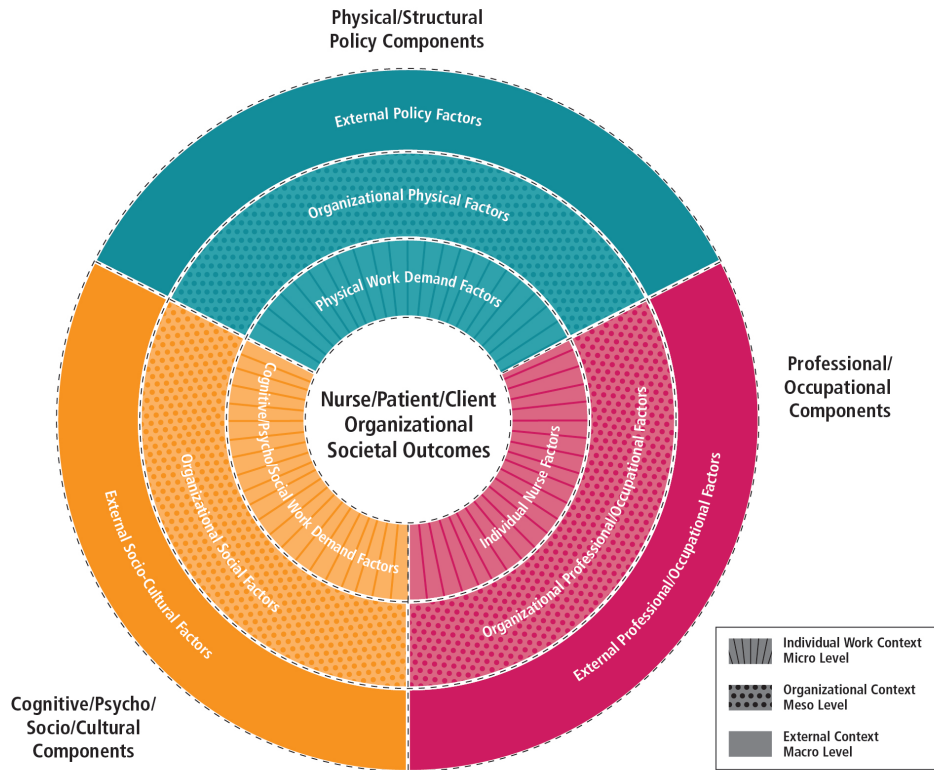 Physical/Structural
Policy Components
External Policy Factors
Organizational Physical Factors
Physical Work Demand Factors
Nurse/Patient/Client
Organizational
Societal Outcomes
Professional/
Occupational
Components
Individual Nurse Factors
Organizational Professional/Occupational Factors
External Professional/Occupational Factors
Cognitive/Psycho/Social Work Demand Factors
Organizational Social Factors
External Socio-Cultural Factors
Cognitive/Psycho/
Socio/Cultural
Components
Individual Work Context
Micro Level
Organizational Context
Meso Level
External Context
Macro Level